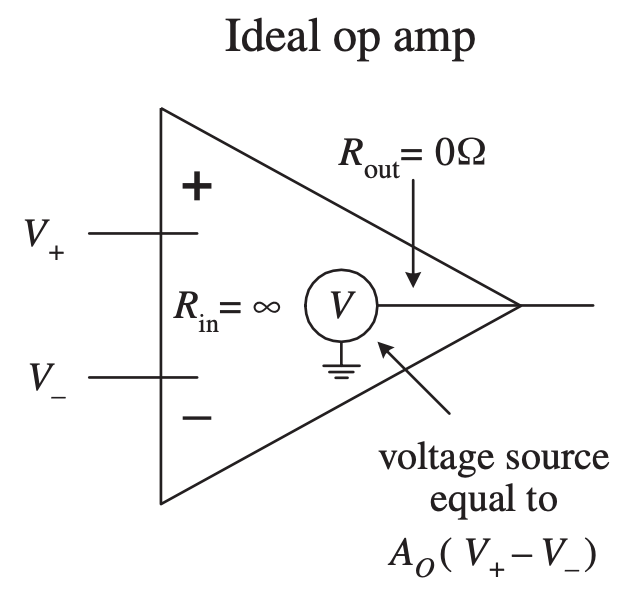 Ideal op amp
R_out = 0Ω
+
V_+
R_in = ∞
V
V_−
−
voltage source
equal to
A_O( V_+ − V_−)